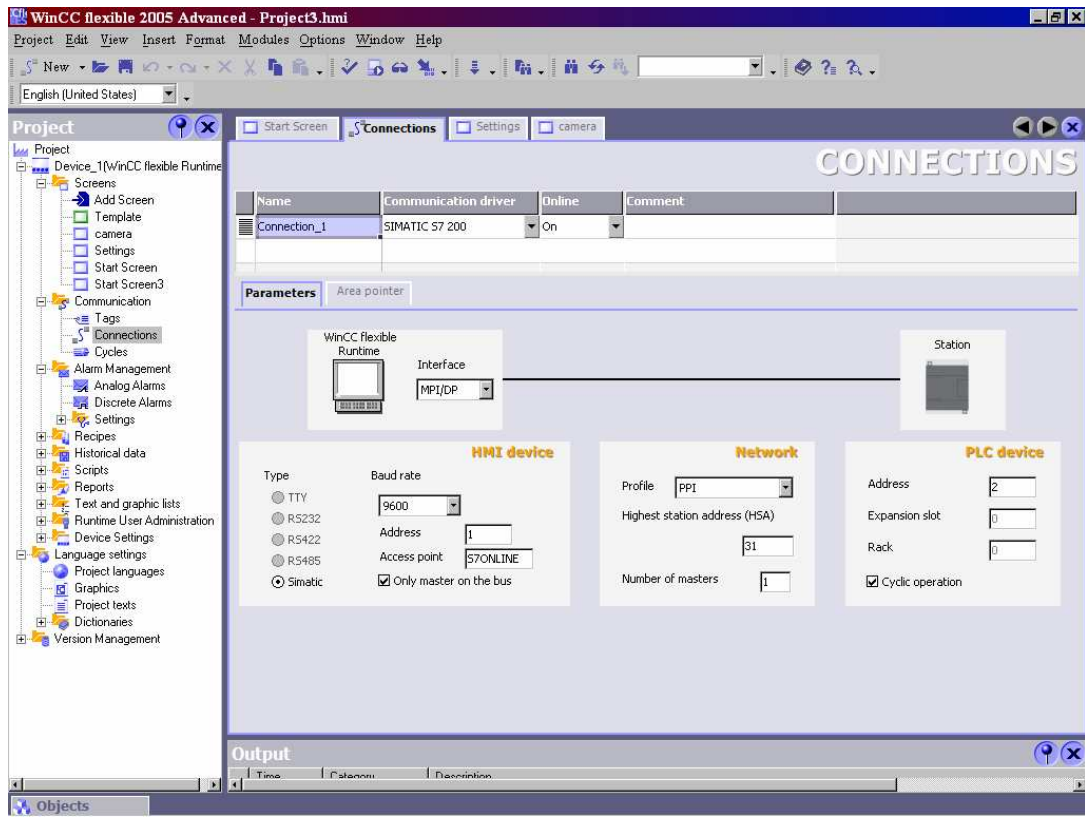 WinCC flexible 2005 Advanced - Project3.hmi
Project Edit View Insert Format Modules Options Window Help
New
English (United States)
Project
Project
Device_1(WinCC flexible Runtime
Screens
Add Screen
Template
camera
Settings
Start Screen
Start Screen3
Communication
Tags
Connections
Cycles
Alarm Management
Analog Alarms
Discrete Alarms
Settings
Recipes
Historical data
Scripts
Reports
Text and graphic lists
Runtime User Administration
Device Settings
Language settings
Project languages
Graphics
Project texts
Dictionaries
Version Management
Start Screen Connections Settings camera
CONNECTIONS
Name Communication driver Online Comment
Connection_1 SIMATIC S7 200 On
Parameters Area pointer
WinCC flexible
Runtime
Interface
MPI/DP
Station
HMI device
Type Baud rate
TTY
9600
RS232
Address 1
RS422
Access point S7ONLINE
RS485
Simatic Only master on the bus
Network
Profile PPI
Highest station address (HSA)
31
Number of masters 1
PLC device
Address 2
Expansion slot 0
Rack 0
Cyclic operation
Output
Time Category Description
Objects